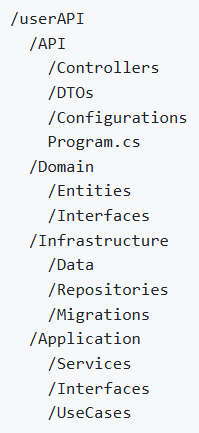 /userAPI
/API
/Controllers
/DTOs
/Configurations
Program.cs
/Domain
/Entities
/Interfaces
/Infrastructure
/Data
/Repositories
/Migrations
/Application
/Services
/Interfaces
/UseCases